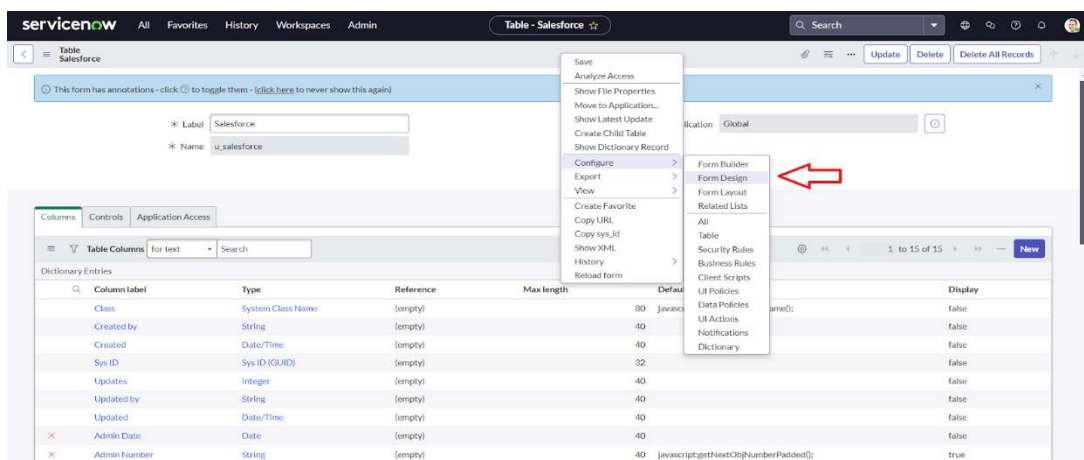 servicenow All Favorites History Workspaces Admin Table - Salesforce Search
Table
Salesforce
Update Delete Delete All Records
This form has annotations - click to toggle them - (click here to never show this again)
Label Salesforce
Name u_salesforce
Application Global
Save
Analyze Access
Show File Properties
Move to Application...
Show Latest Update
Create Child Table
Show Dictionary Record
Configure
Export
View
Create Favorite
Copy URL
Copy sys_id
Show XML
History
Reload form
Form Builder
Form Design
Form Layout
Related Lists
All
Table
Security Rules
Business Rules
Client Scripts
UI Policies
Data Policies
UI Actions
Notifications
Dictionary
Columns Controls Application Access
Table Columns for text Search 1 to 15 of 15 New
Dictionary Entries
Column label Type Reference Max length Display
Class System Class Name (empty) 80 false
Created by String (empty) 40 false
Created Date/Time (empty) 40 false
Sys ID Sys ID (GUID) (empty) 32 false
Updates Integer (empty) 40 false
Updated by String (empty) 40 false
Updated Date/Time (empty) 40 false
Admin Date Date (empty) 40 false
Admin Number String (empty) 40 javascript:getNextObjNumberPadded(); true